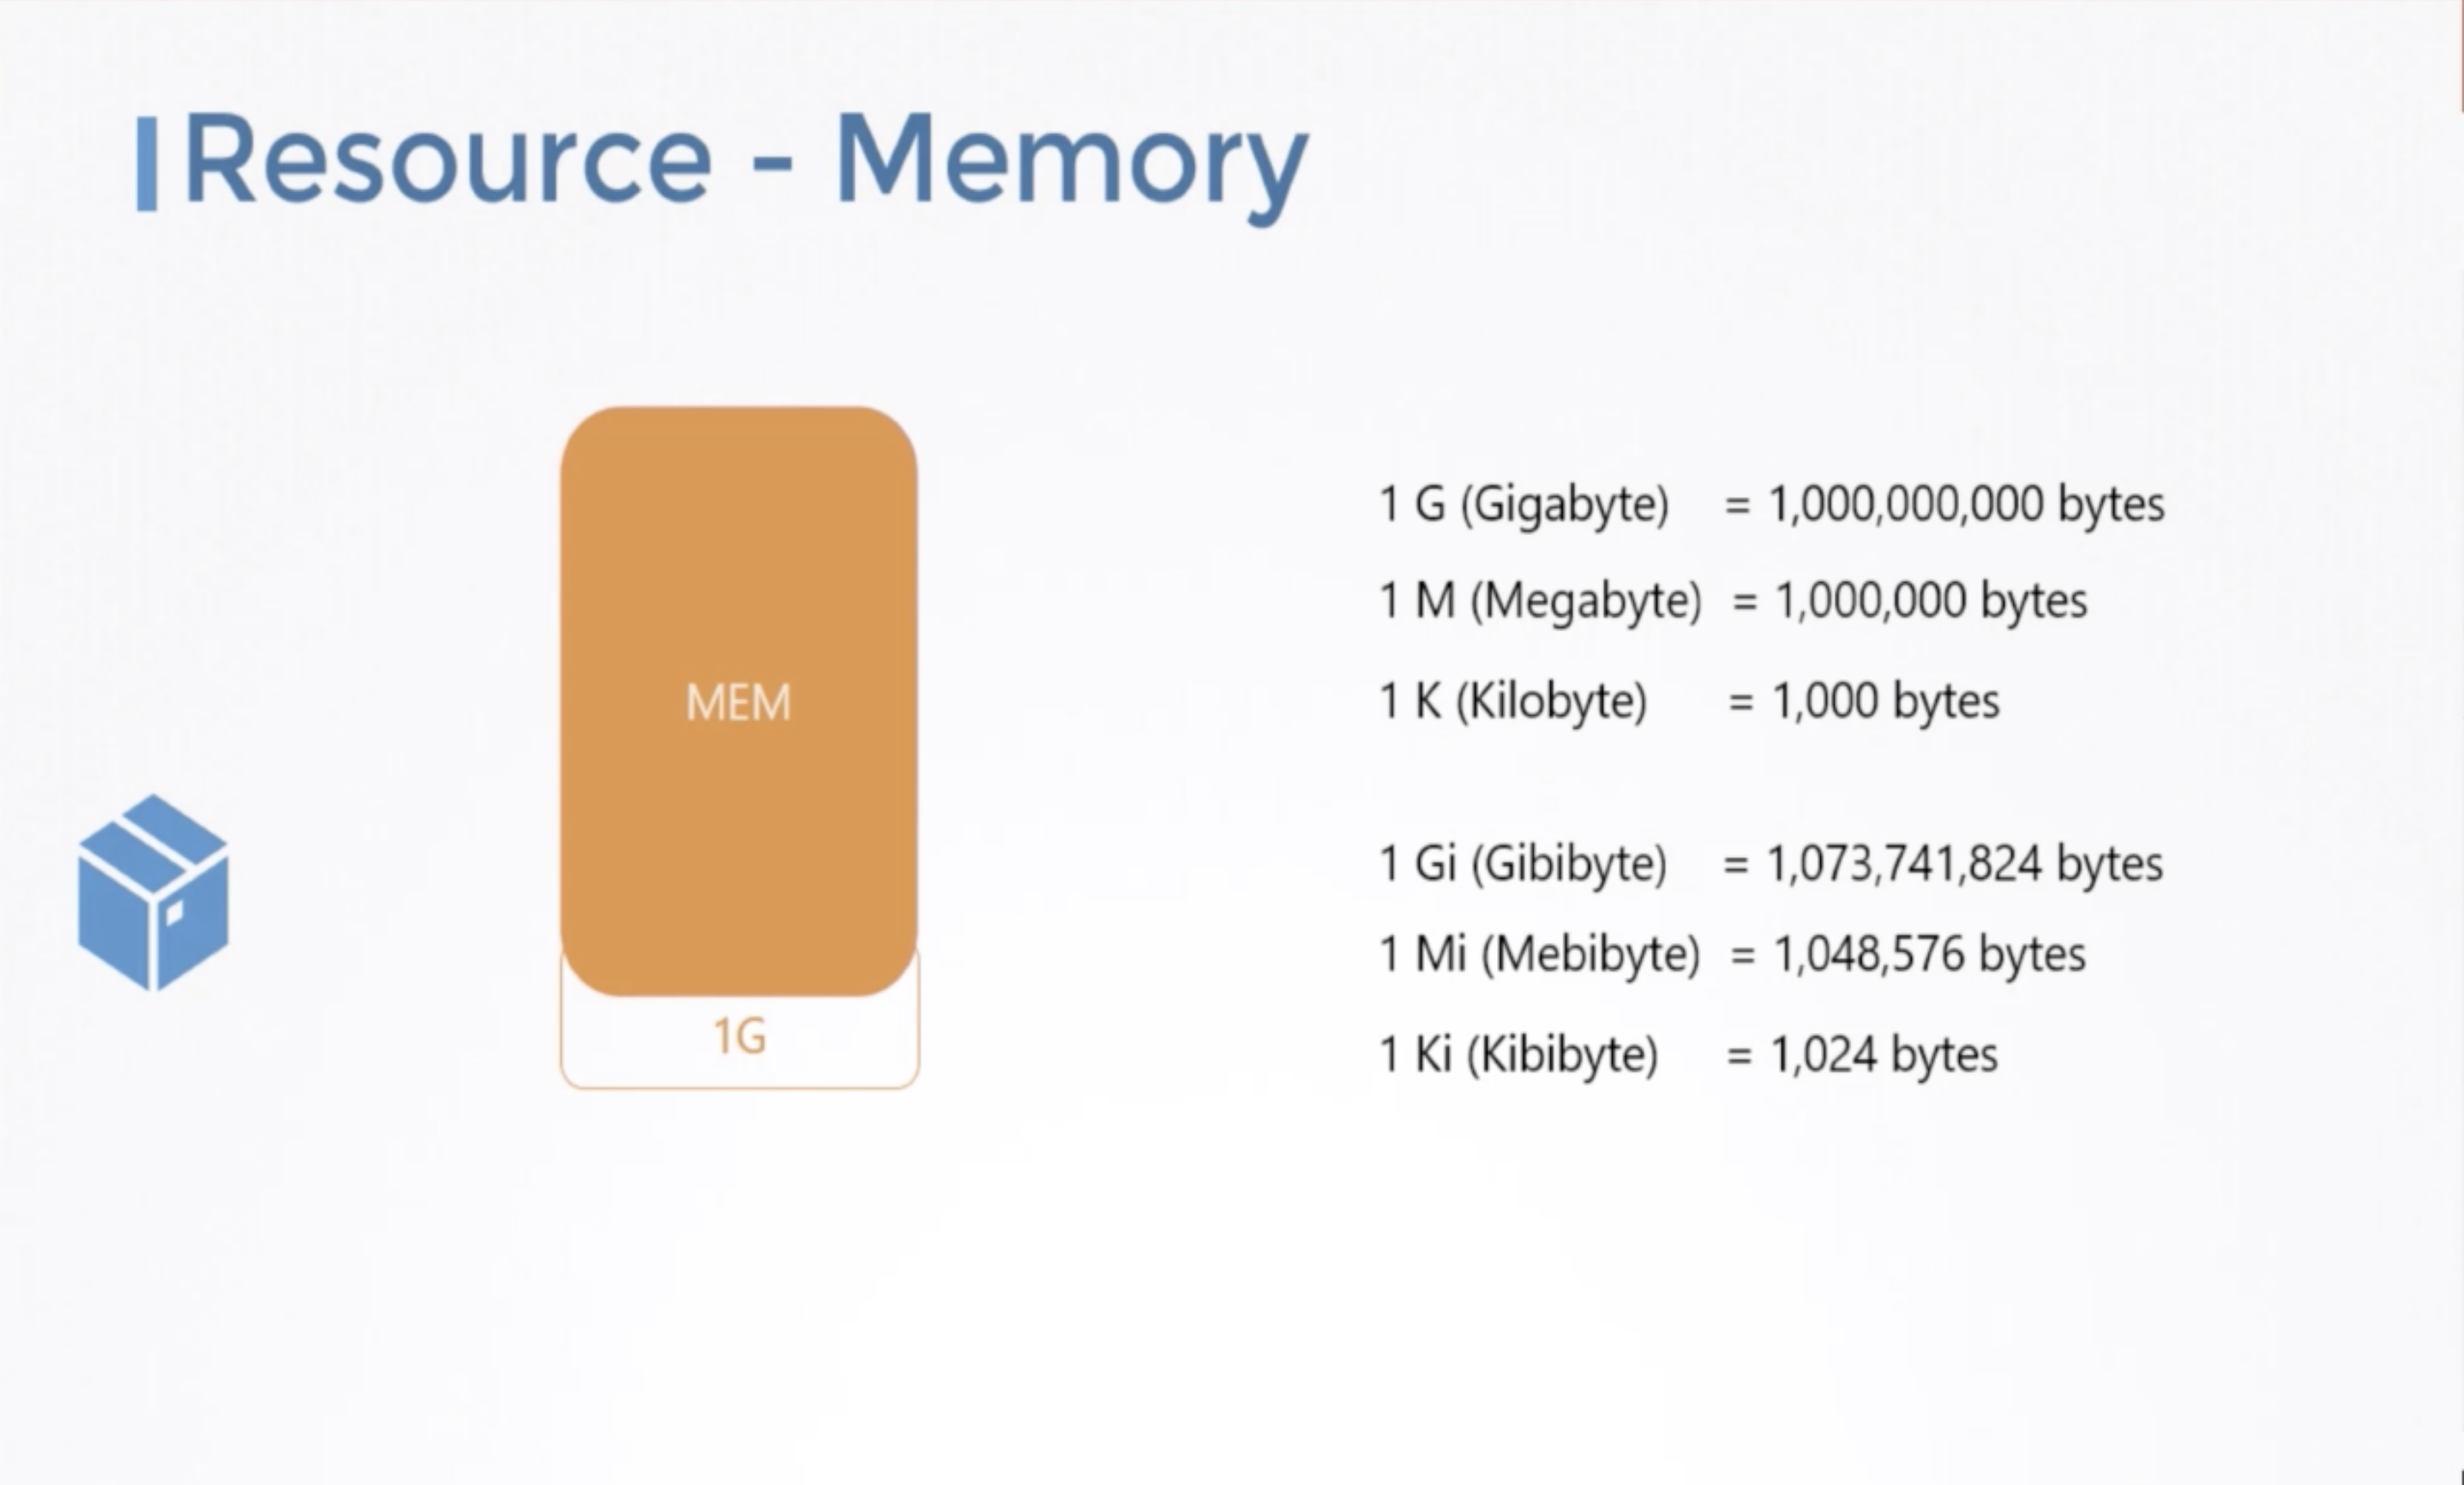 Resource - Memory
MEM
1G
1 G (Gigabyte) = 1,000,000,000 bytes
1 M (Megabyte) = 1,000,000 bytes
1 K (Kilobyte) = 1,000 bytes
1 Gi (Gibibyte) = 1,073,741,824 bytes
1 Mi (Mebibyte) = 1,048,576 bytes
1 Ki (Kibibyte) = 1,024 bytes